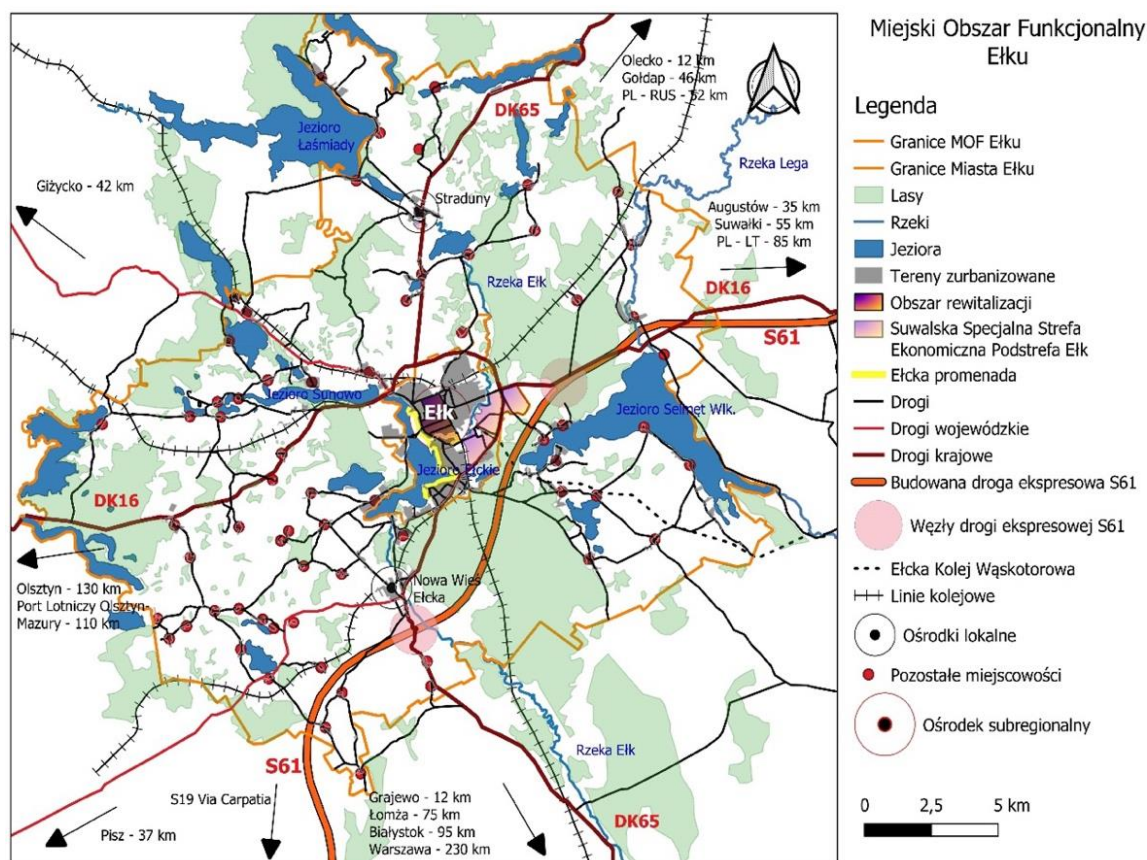 Miejski Obszar Funkcjonalny
Ełku
Legenda
Granice MOF Ełku
Granice Miasta Ełku
Lasy
Rzeki
Jeziora
Tereny zurbanizowane
Obszar rewitalizacji
Suwalska Specjalna Strefa
Ekonomiczna Podstrefa Ełk
Ełcka promenada
Drogi
Drogi wojewódzkie
Drogi krajowe
Budowana droga ekspresowa S61
Węzły drogi ekspresowej S61
Ełcka Kolej Wąskotorowa
Linie kolejowe
Ośrodki lokalne
Pozostałe miejscowości
Ośrodek subregionalny
0 2,5 5 km
Olecko - 12 km
Gołdap - 46 km
PL - RUS - 52 km
DK65
Jezioro
Łaśmiady
Rzeka Lega
Giżycko - 42 km
Straduny
Augustów - 35 km
Suwałki - 55 km
PL - LT - 85 km
Rzeka Ełk
DK16
S61
Jezioro Sunowo
Ełk
Jezioro Selmęt Wlk.
Jezioro Ełckie
DK16
Olsztyn - 130 km
Port Lotniczy Olsztyn-
Mazury - 110 km
Nowa Wieś
Ełcka
Rzeka Ełk
S61
S19 Via Carpatia
Grajewo - 12 km
Łomża - 75 km
Białystok - 95 km
Warszawa - 230 km
Pisz - 37 km
DK65